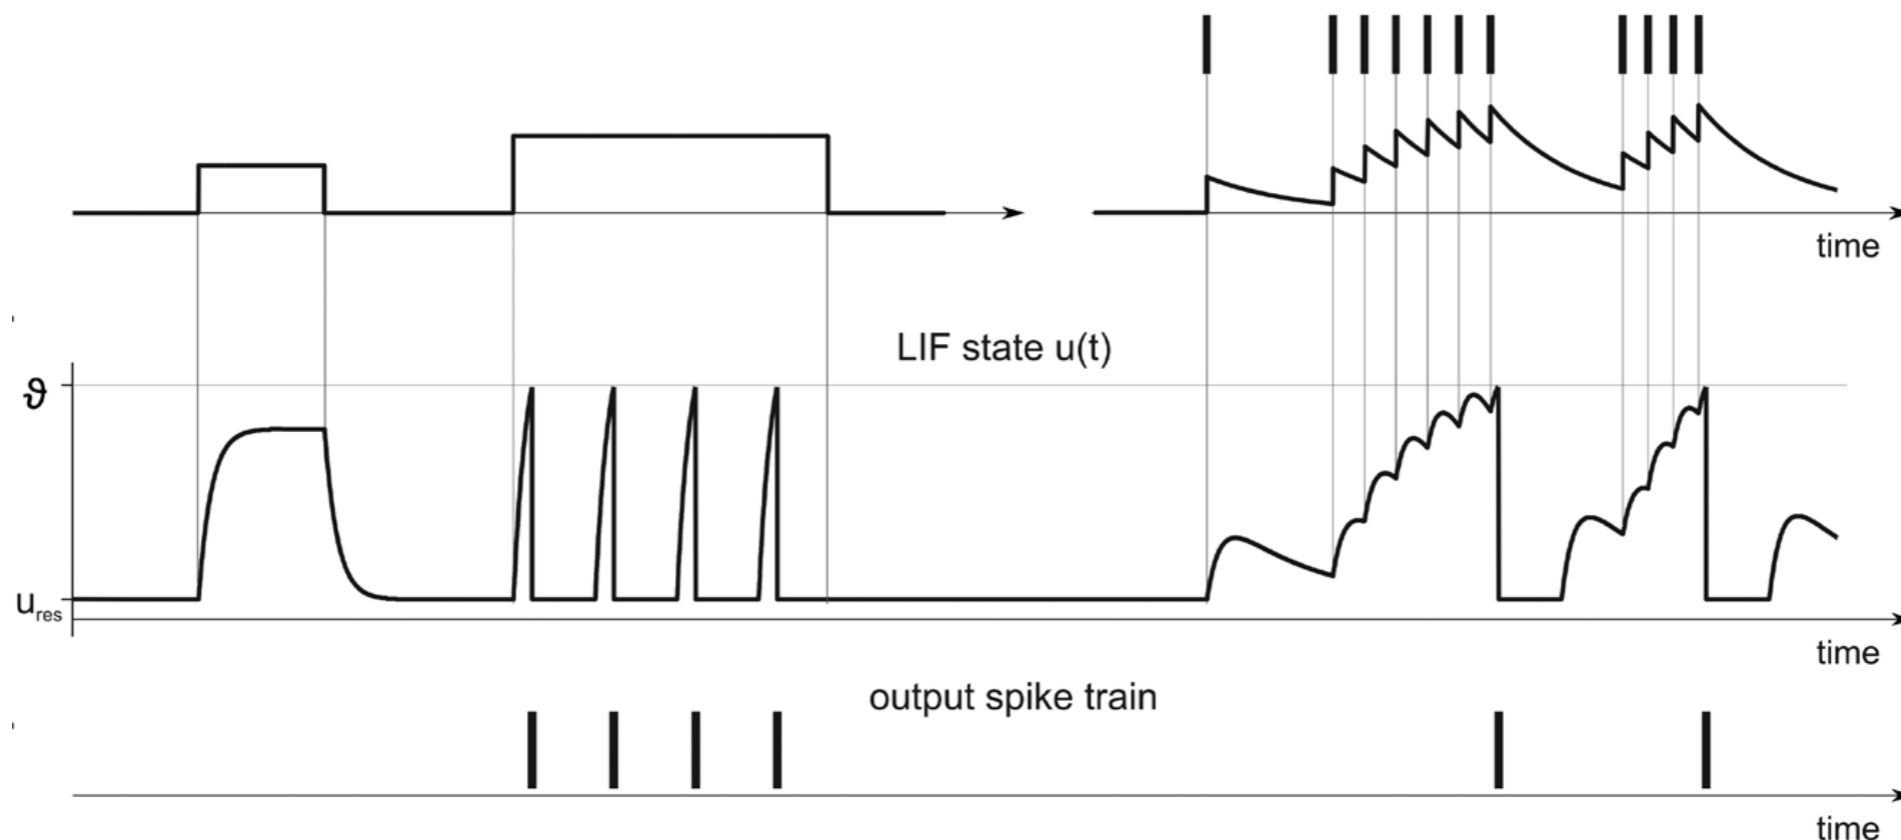 time
LIF state u(t)
ϑ
u_res
time
output spike train
time